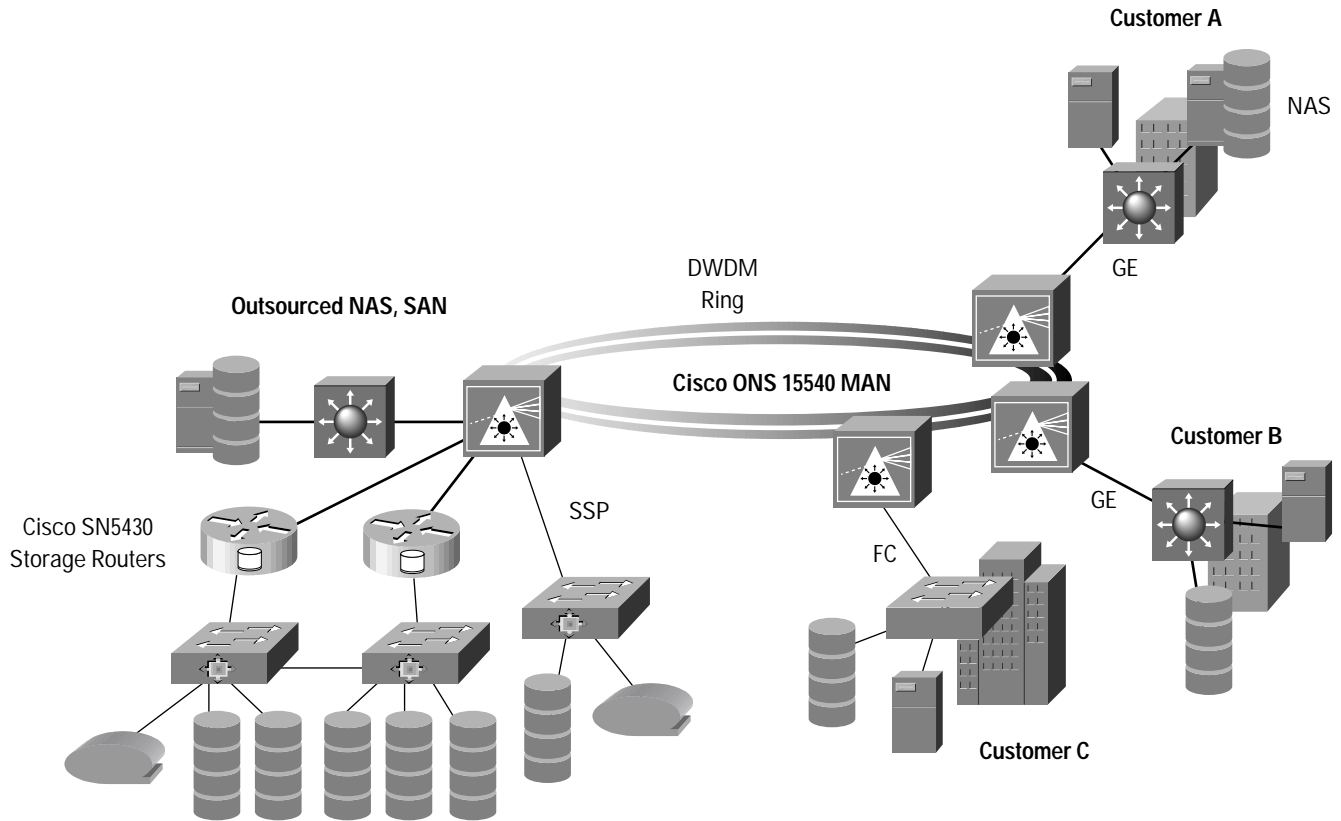 Customer A
NAS
GE
DWDM
Ring
Outsourced NAS, SAN
Cisco ONS 15540 MAN
Customer B
GE
SSP
Cisco SN5430
Storage Routers
FC
Customer C